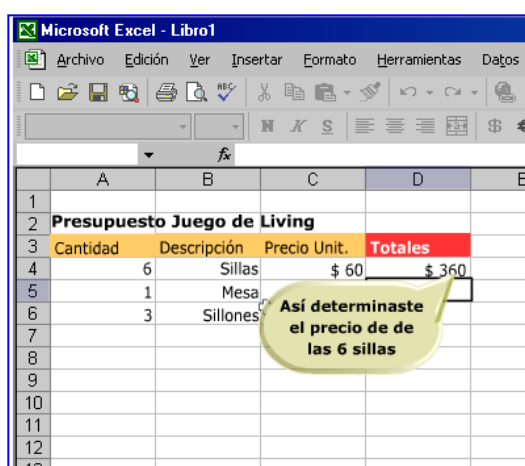 Microsoft Excel - Libro1
Archivo Edición Ver Insertar Formato Herramientas Datos
ABC
N K S $ €
fx
A B C D E
1
2 Presupuesto Juego de Living
3 Cantidad Descripción Precio Unit. Totales
4 6 Sillas $ 60 $ 360
5 1 Mesa
6 3 Sillones
Así determinaste
el precio de de
las 6 sillas
7
8
9
10
11
12
13